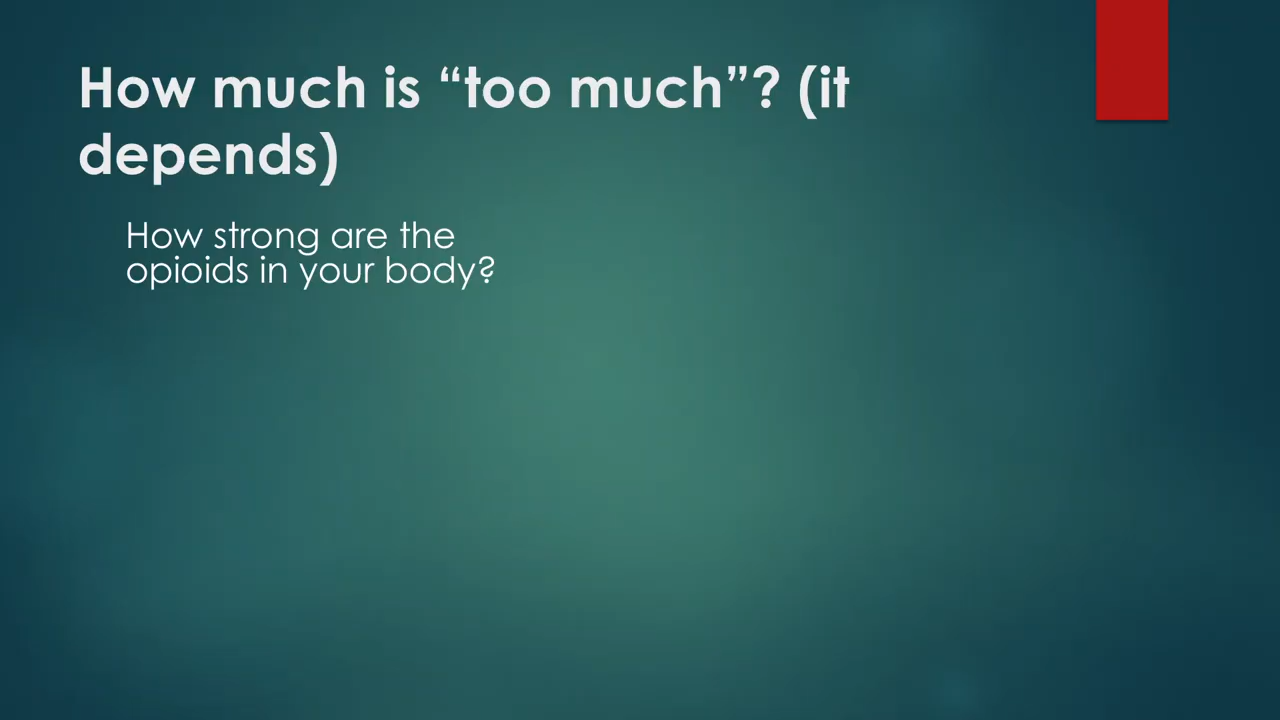 How much is “too much”? (it
depends)
How strong are the
opioids in your body?